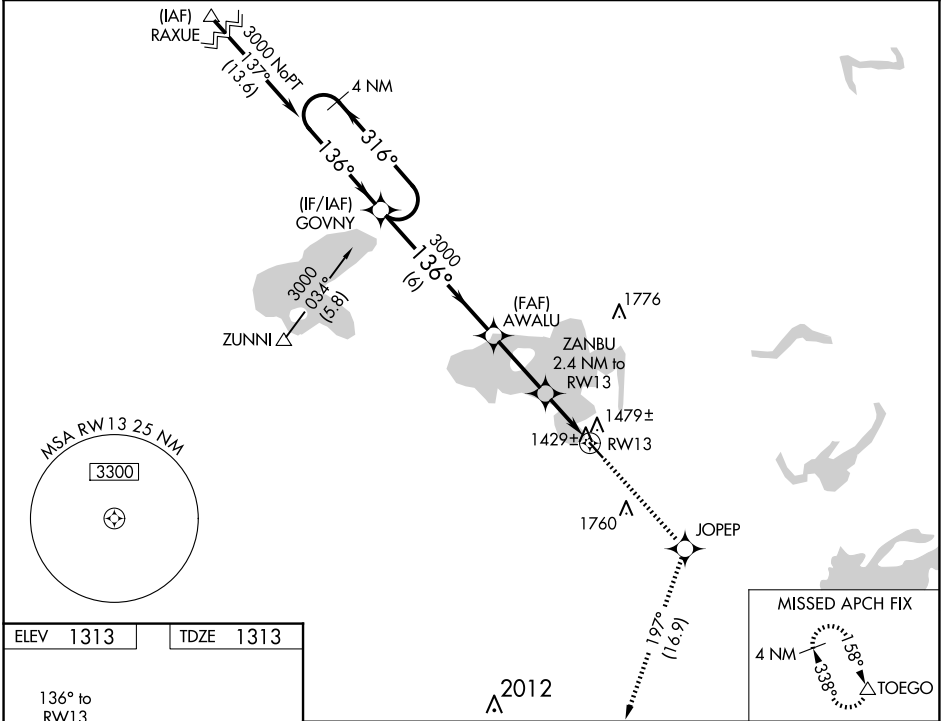 (IAF)
RAXUE
3000 NoPT
137°
(13.6)
4 NM
316°
136°
(IF/IAF)
GOVNY
3000
136°
(6)
3000
034°
(5.8)
ZUNNI
(FAF)
AWALU
1776
ZANBU
2.4 NM to
RW13
1479±
1429±
RW13
MSA RW13 25 NM
3300
1760
JOPEP
197°
(16.9)
MISSED APCH FIX
4 NM
158°
338°
TOEGO
ELEV 1313
TDZE 1313
2012
136° to
RW13